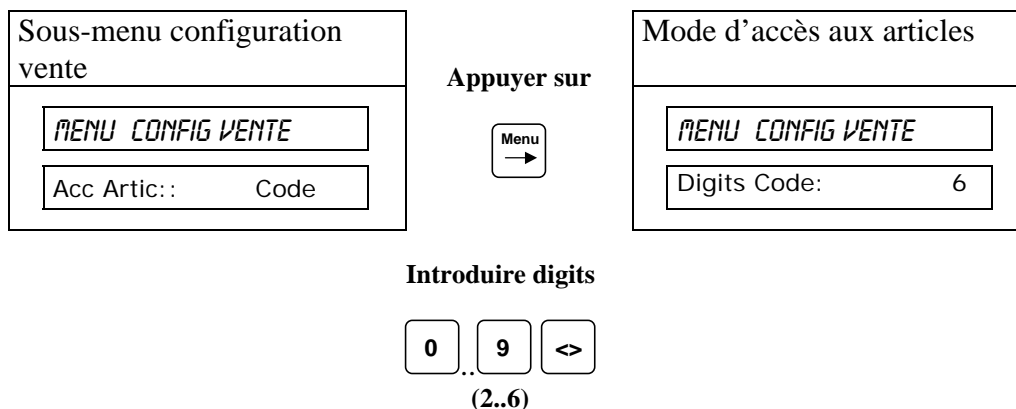 Sous-menu configuration
vente
MENU CONFIG VENTE
Acc Artic:: Code
Appuyer sur
Menu
Mode d’accès aux articles
MENU CONFIG VENTE
Digits Code: 6
Introduire digits
0 .. 9 <>
(2..6)